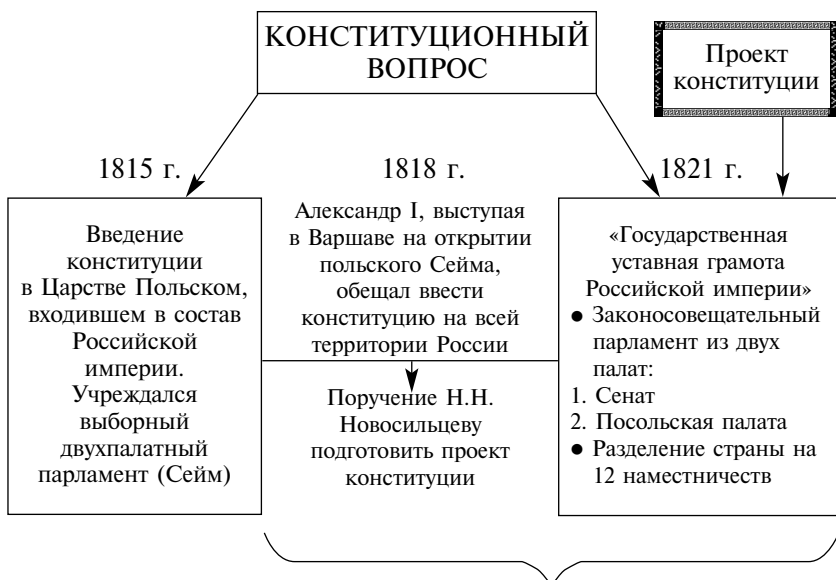 КОНСТИТУЦИОННЫЙ
ВОПРОС
Проект
конституции
1815 г.
1818 г.
1821 г.
Введение
конституции
в Царстве Польском,
входившем в состав
Российской
империи.
Учреждался
выборный
двухпалатный
парламент (Сейм)
Александр I, выступая
в Варшаве на открытии
польского Сейма,
обещал ввести
конституцию на всей
территории России
Поручение Н.Н.
Новосильцеву
подготовить проект
конституции
«Государственная
уставная грамота
Российской империи»
● Законосовещательный
парламент из двух
палат:
1. Сенат
2. Посольская палата
● Разделение страны на
12 наместничеств